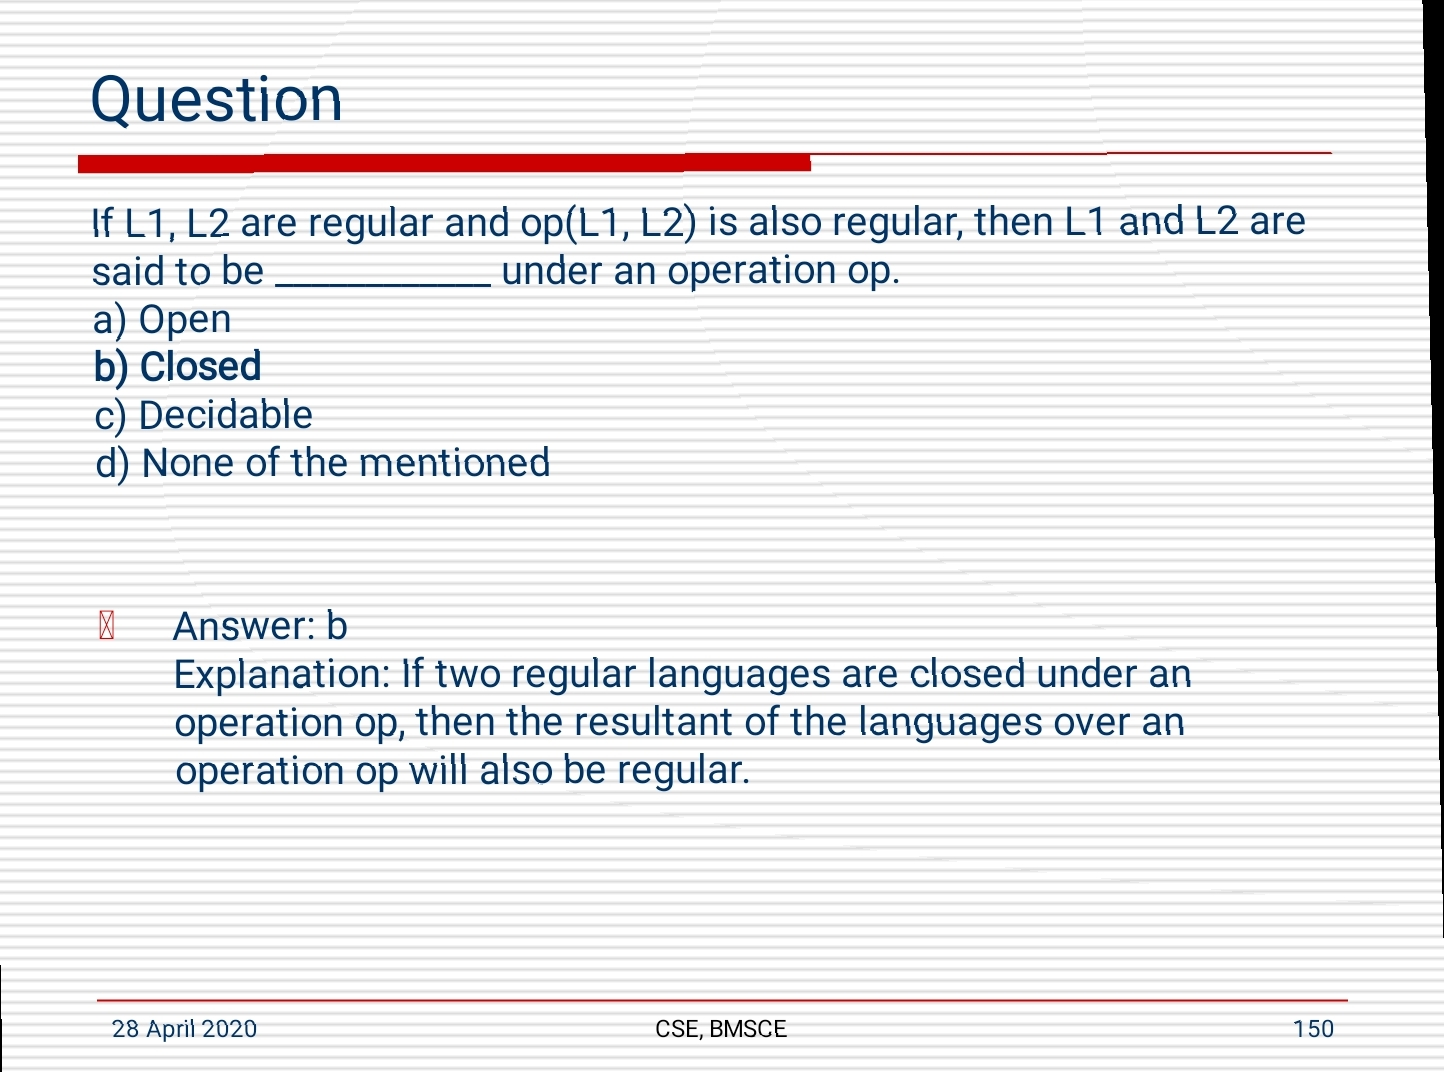 Question
If L1, L2 are regular and op(L1, L2) is also regular, then L1 and L2 are
said to be ____________ under an operation op.
a) Open
b) Closed
c) Decidable
d) None of the mentioned
Answer: b
Explanation: If two regular languages are closed under an
operation op, then the resultant of the languages over an
operation op will also be regular.
28 April 2020
CSE, BMSCE
150